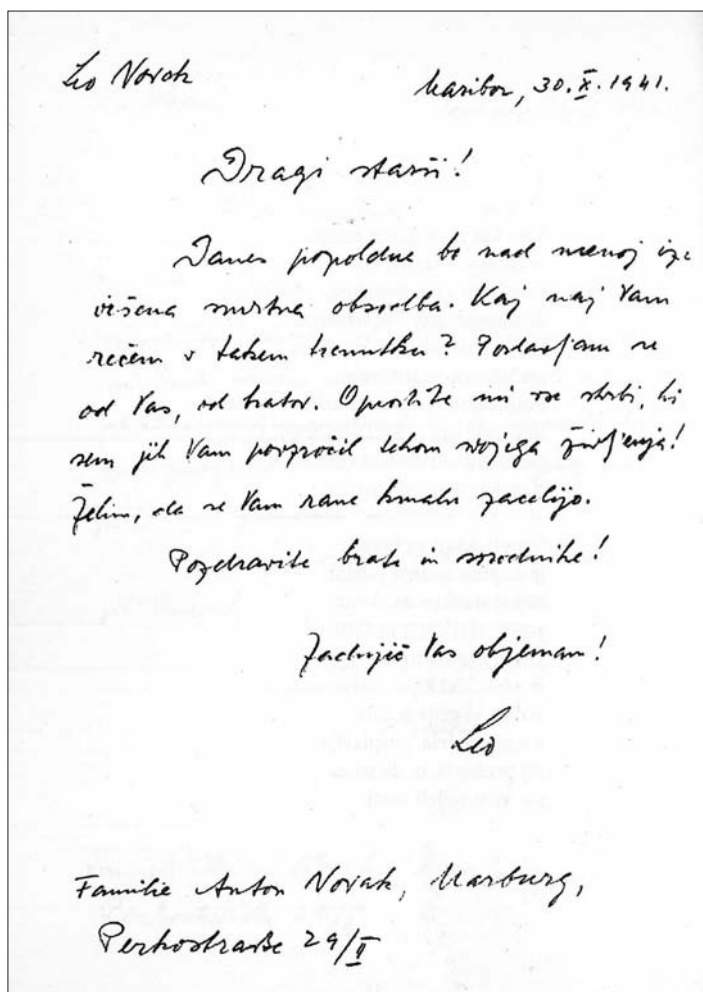 Leo Novak
Maribor, 30.X.1941.
Dragi starši!
Danes popoldne bo nad menoj iz-
vršena smrtna obsodba. Kaj naj Vam
rečem v takem trenutku? Poslavljam se
od Vas, od bratov. Oprostite mi vse skrbi, ki
sem jih Vam povzročil tekom svojega življenja!
Želim, da se Vam rane kmalu zacelijo.
Pozdravite brate in sorodnike!
Zadnjič Vas objemam!
Leo
Familie Anton Novak, Marburg,
Perkostraße 29/II